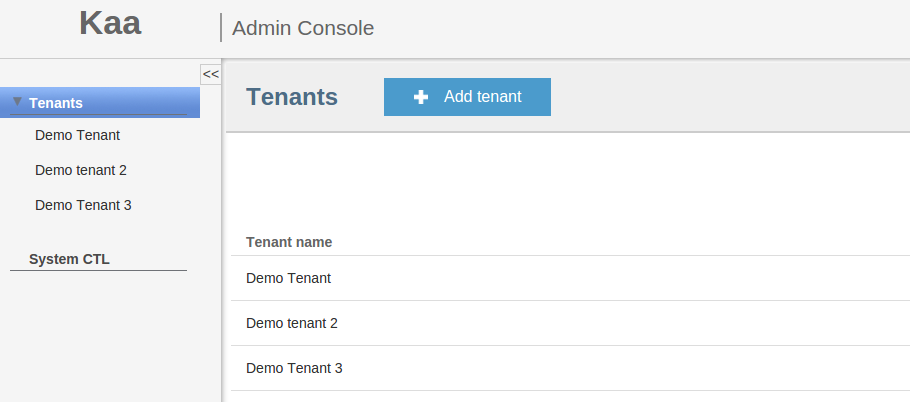 Kaa
Admin Console
<<
Tenants
Demo Tenant
Demo tenant 2
Demo Tenant 3
System CTL
Tenants
Add tenant
Tenant name
Demo Tenant
Demo tenant 2
Demo Tenant 3